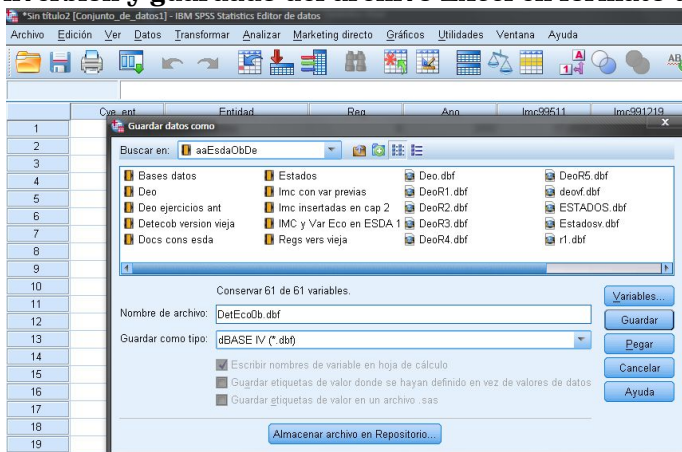 *Sin título2 [Conjunto_de_datos1] - IBM SPSS Statistics Editor de datos
Archivo Edición Ver Datos Transformar Analizar Marketing directo Gráficos Utilidades Ventana Ayuda
Cve_ent Entidad Reg Ano Imc99511 Imc991219
1
Guardar datos como
2
Buscar en: aaEsdaObDe
3
Bases datos Estados Deo.dbf DeoR5.dbf
4
Deo Imc con var previas DeoR1.dbf deovf.dbf
5
Deo ejercicios ant Imc insertadas en cap 2 DeoR2.dbf ESTADOS.dbf
6
Detecob version vieja IMC y Var Eco en ESDA 1 DeoR3.dbf Estadosv.dbf
7
Docs cons esda Regs vers vieja DeoR4.dbf r1.dbf
8
9
10
Conservar 61 de 61 variables.
Variables...
11
Nombre de archivo: DetEcoOb.dbf
Guardar
12
13
Guardar como tipo: dBASE IV (*.dbf)
Pegar
14
Escribir nombres de variable en hoja de cálculo
Cancelar
15
Guardar etiquetas de valor donde se hayan definido en vez de valores de datos
Ayuda
16
Guardar etiquetas de valor en un archivo .sas
17
18
Almacenar archivo en Repositorio...
19